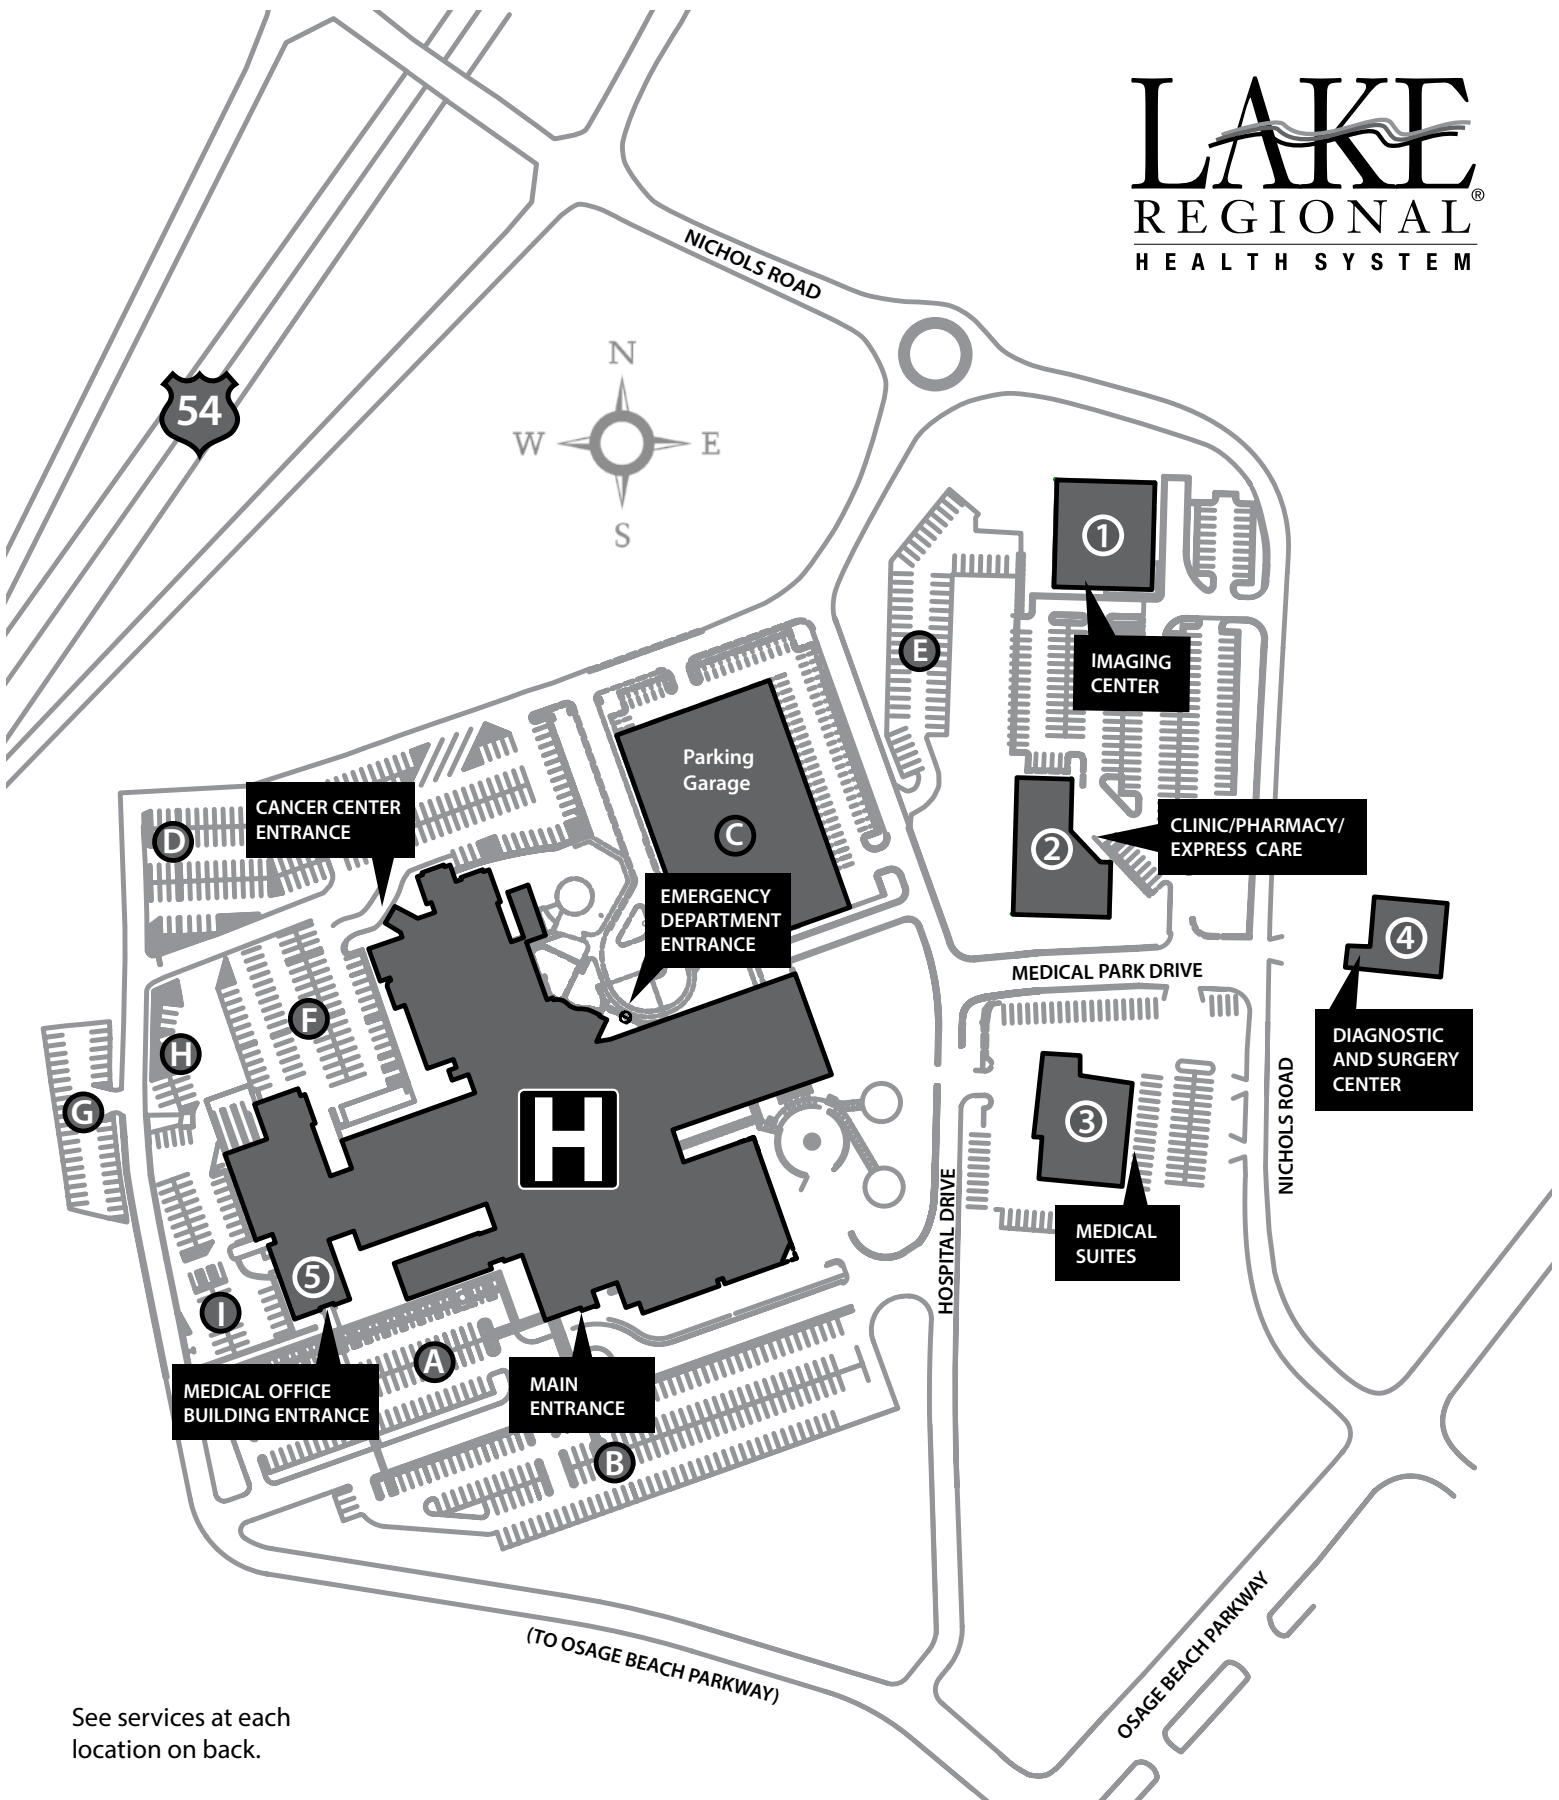 LAKE
REGIONAL®
HEALTH SYSTEM
NICHOLS ROAD
N
W
E
S
54
1
IMAGING
CENTER
E
Parking
Garage
C
CANCER CENTER
ENTRANCE
D
CLINIC/PHARMACY/
EXPRESS CARE
2
EMERGENCY
DEPARTMENT
ENTRANCE
4
MEDICAL PARK DRIVE
F
H
DIAGNOSTIC
AND SURGERY
CENTER
G
H
3
NICHOLS ROAD
HOSPITAL DRIVE
MEDICAL
SUITES
5
I
A
MEDICAL OFFICE
BUILDING ENTRANCE
MAIN
ENTRANCE
B
(TO OSAGE BEACH PARKWAY)
OSAGE BEACH PARKWAY
See services at each
location on back.